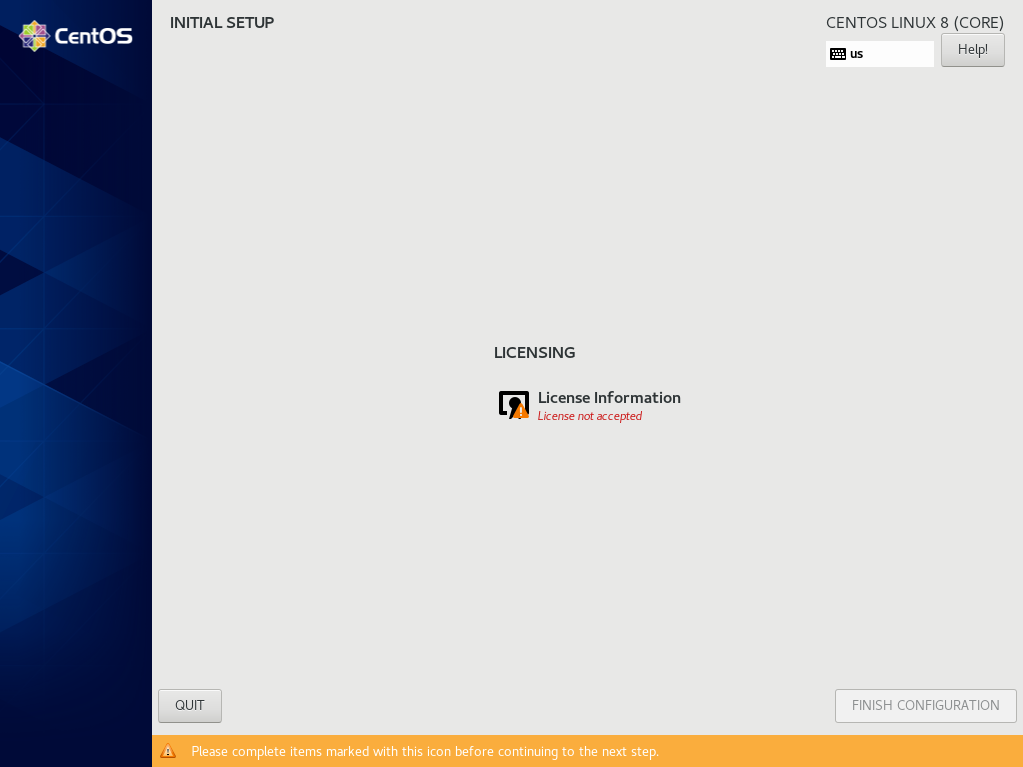 CentOS
INITIAL SETUP
CENTOS LINUX 8 (CORE)
us
Help!
LICENSING
License Information
License not accepted
QUIT
FINISH CONFIGURATION
Please complete items marked with this icon before continuing to the next step.